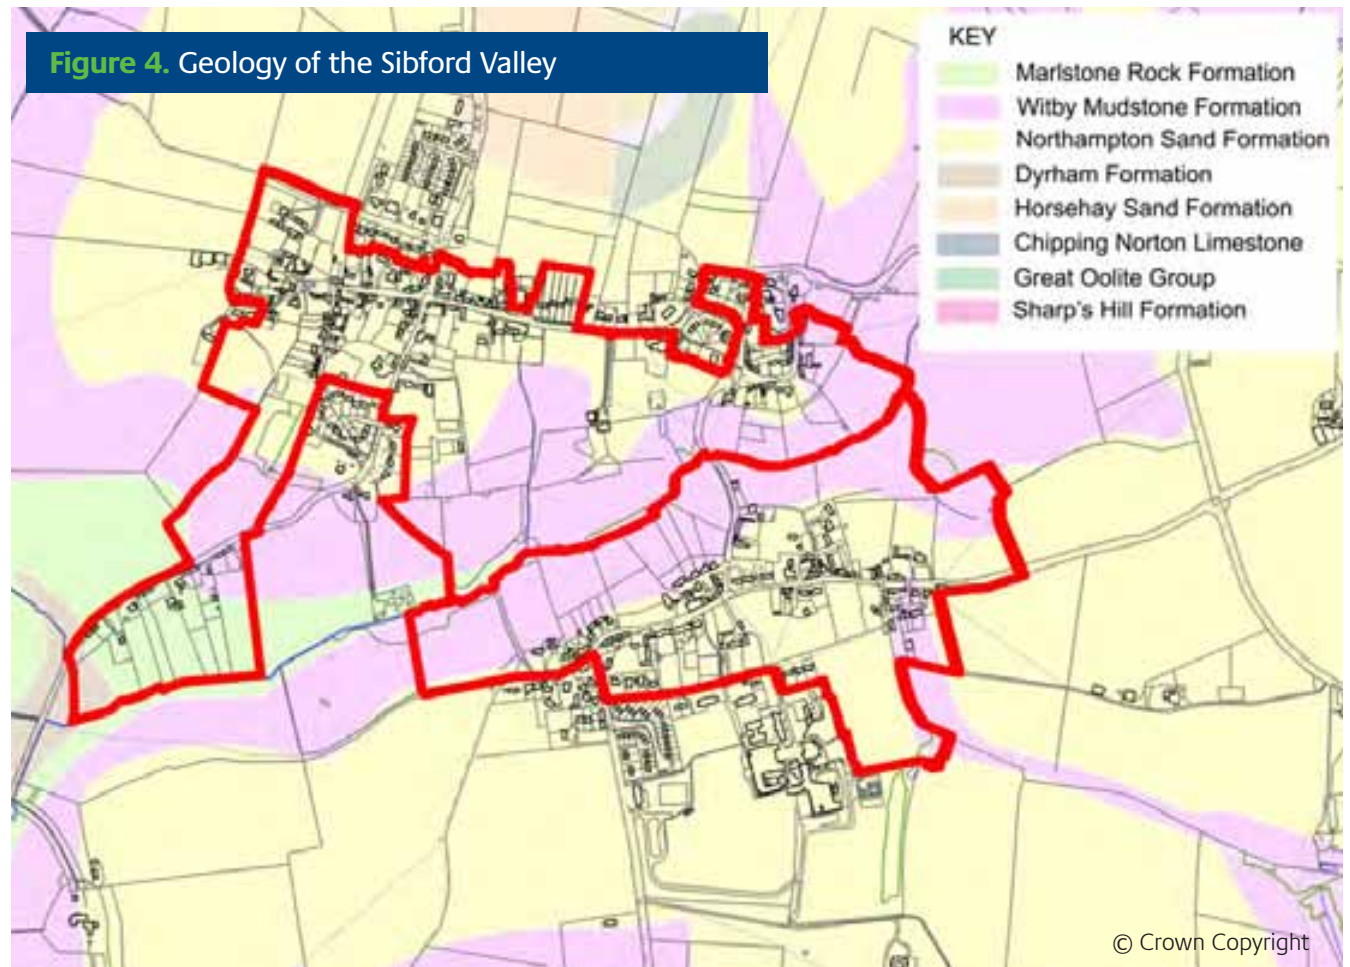 Figure 4. Geology of the Sibford Valley
KEY
Marlstone Rock Formation
Witby Mudstone Formation
Northampton Sand Formation
Dyrham Formation
Horsehay Sand Formation
Chipping Norton Limestone
Great Oolite Group
Sharp's Hill Formation
© Crown Copyright